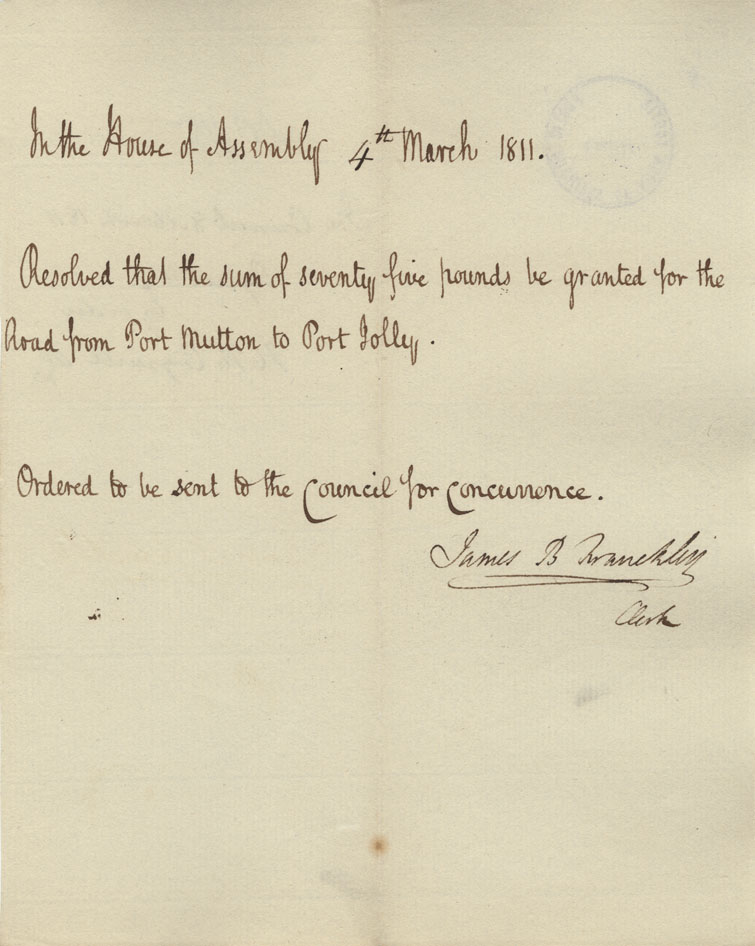 In the House of Assembly 4th March 1811.
Resolved that the sum of seventy five pounds be granted for the
Road from Port Mutton to Port Jolly.
Ordered to be sent to the Council for concurrence.
James B Franklin
Clerk